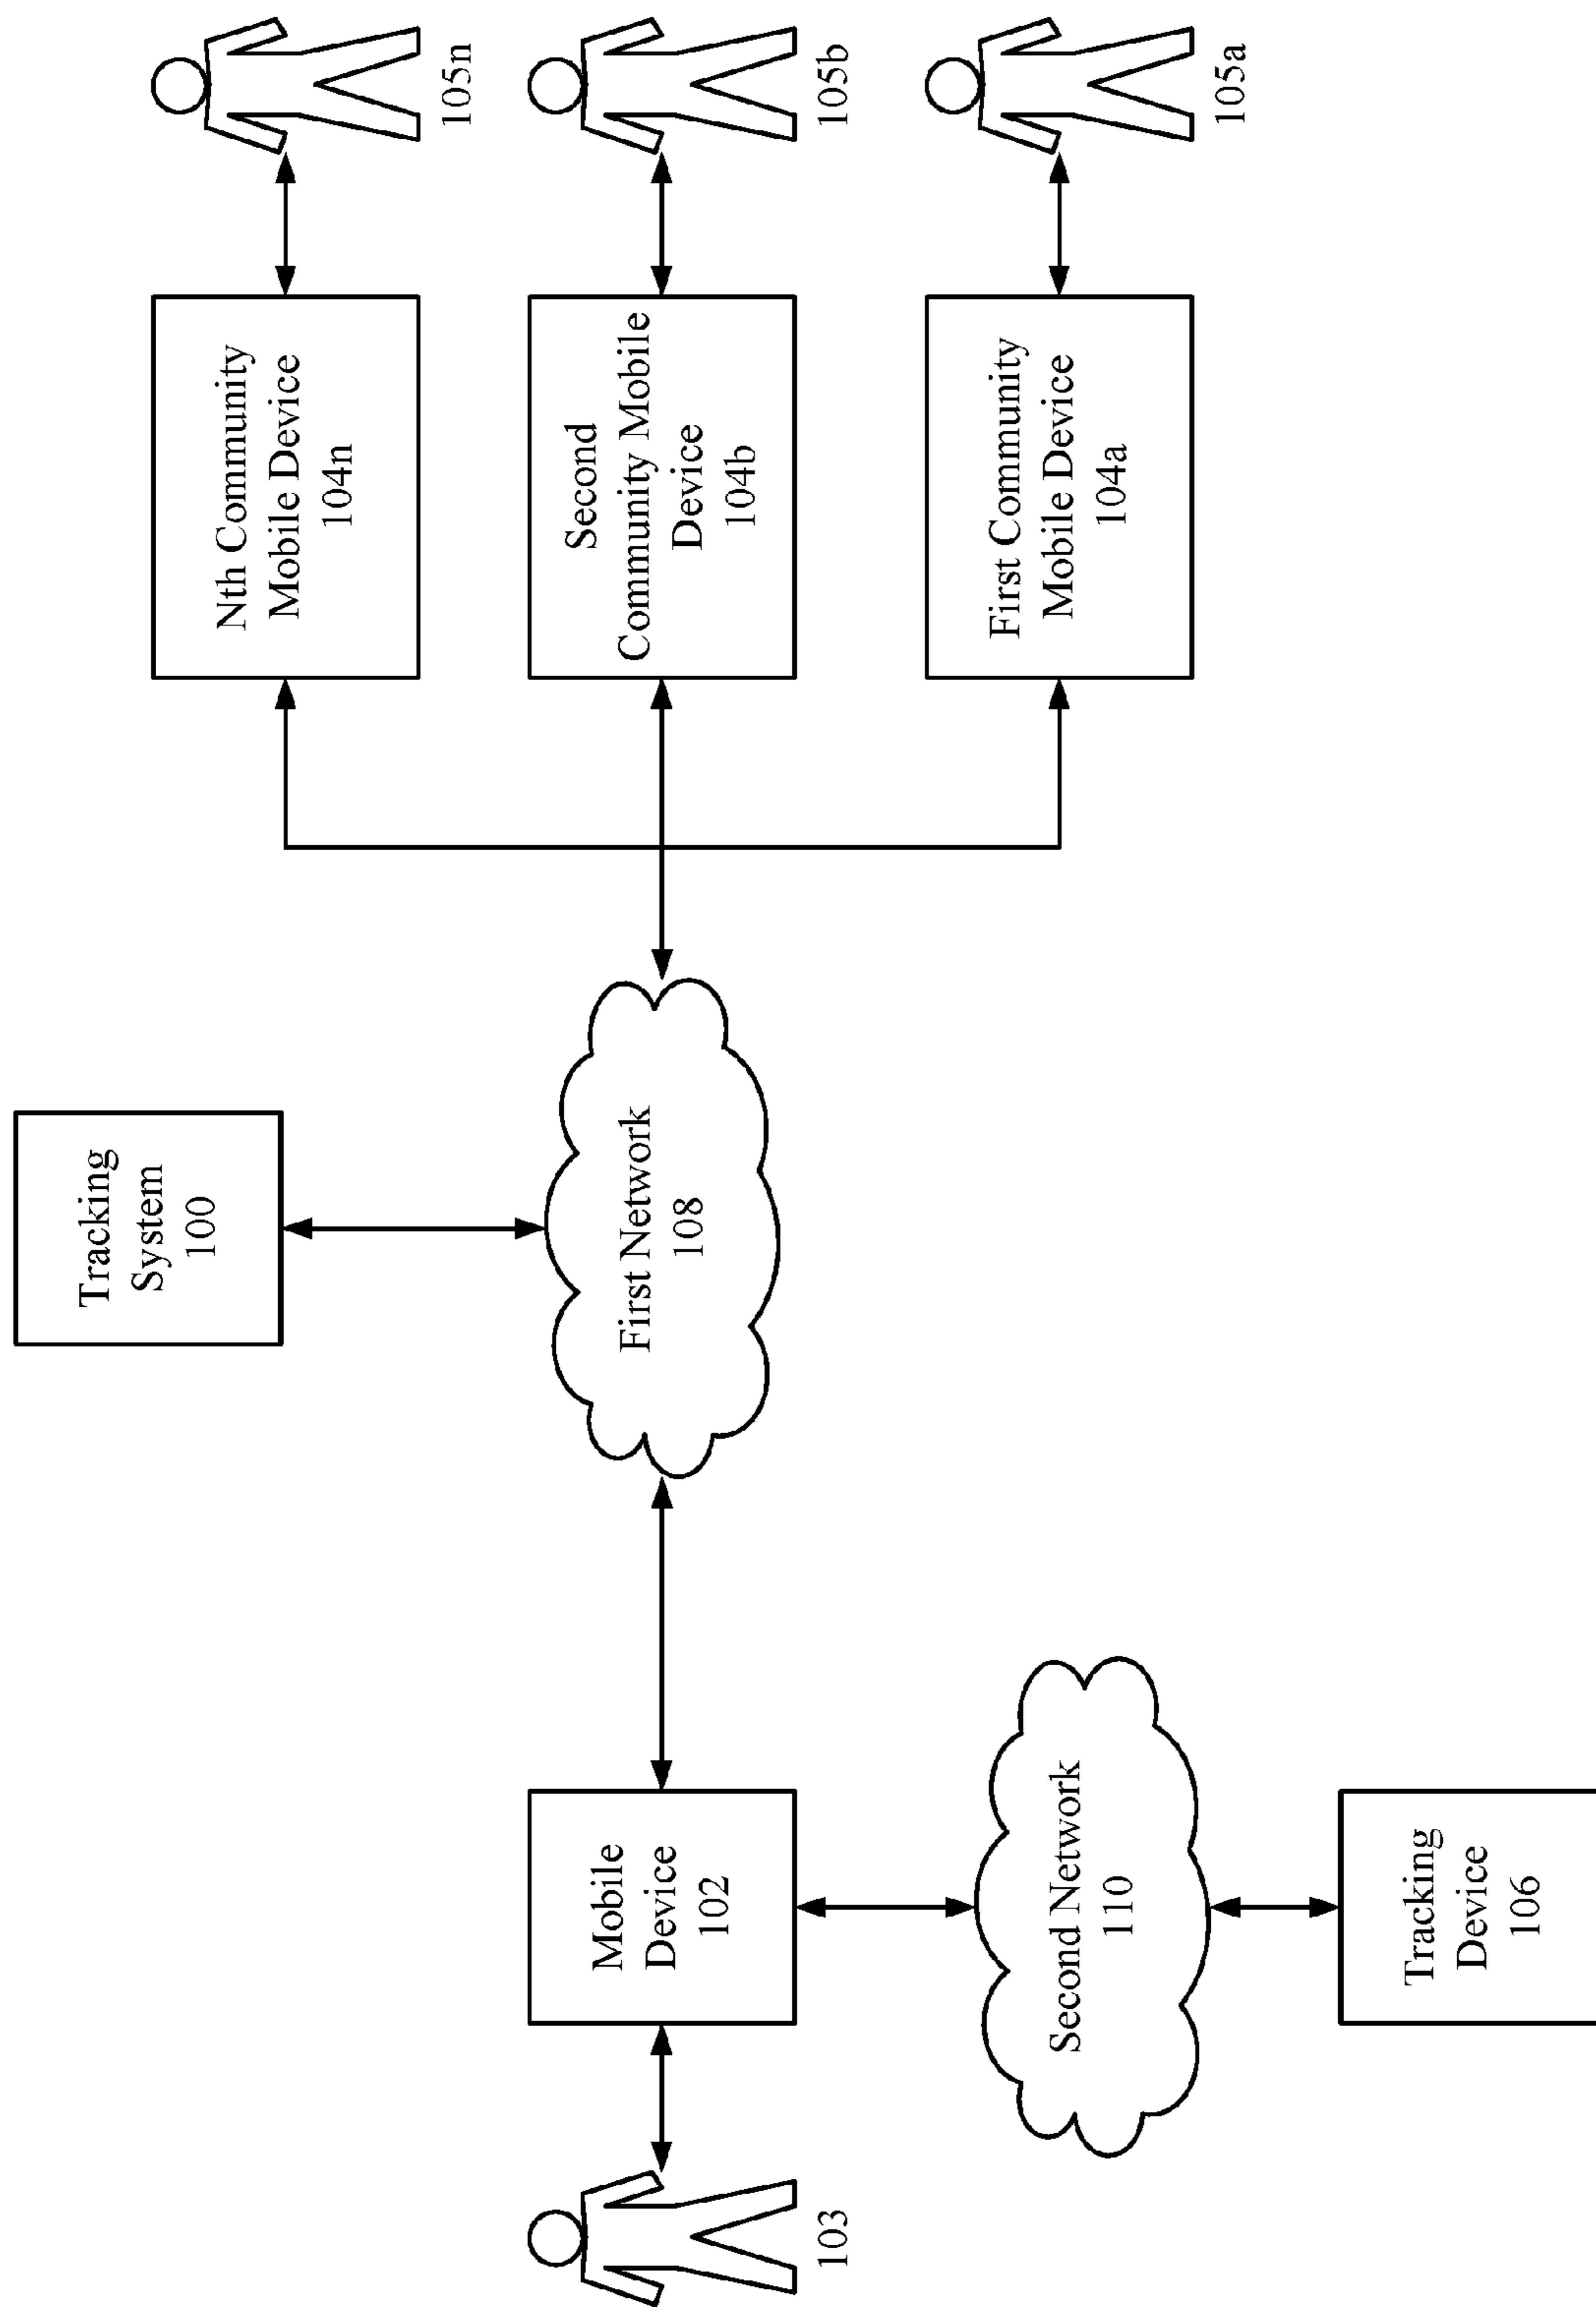 Tracking
System
100
Nth Community
Mobile Device
104n
105n
103
Mobile
Device
102
First Network
108
Second
Community Mobile
Device
104b
105b
Second Network
110
First Community
Mobile Device
104a
105a
Tracking
Device
106